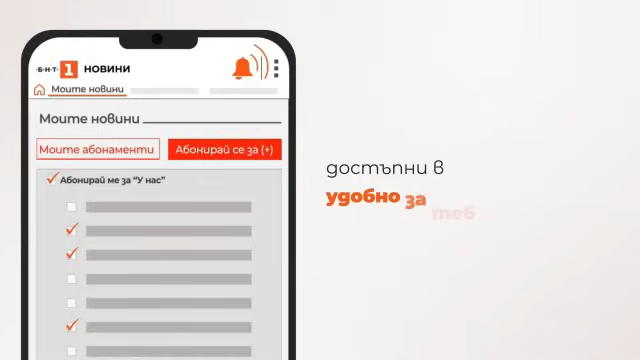 ·Б·Н·Т· 1 НОВИНИ
Моите новини
Моите новини
Моите абонаменти
Абонирай се за (+)
Абонирай ме за “У нас”
достъпни в
удобно за
теб